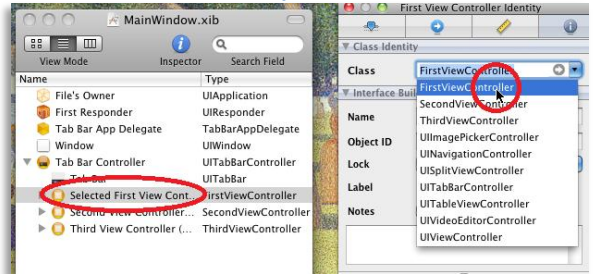 MainWindow.xib
View Mode
Inspector
Search Field
Name Type
File's Owner UIApplication
First Responder UIResponder
Tab Bar App Delegate TabBarAppDelegate
Window UIWindow
Tab Bar Controller UITabBarController
Tab Bar UITabBar
Selected First View Cont... FirstViewController
Second View Controller... SecondViewController
Third View Controller (... ThirdViewController
First View Controller Identity
Class Identity
Class FirstViewController
Interface Bui
FirstViewController
SecondViewController
Name
ThirdViewController
UIImagePickerController
Object ID
UINavigationController
Lock
UISplitViewController
UITabBarController
Label
UITableViewController
Notes
UIVideoEditorController
UIViewController